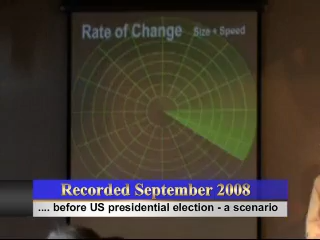 Rate of Change Size + Speed
Recorded September 2008
.... before US presidential election - a scenario